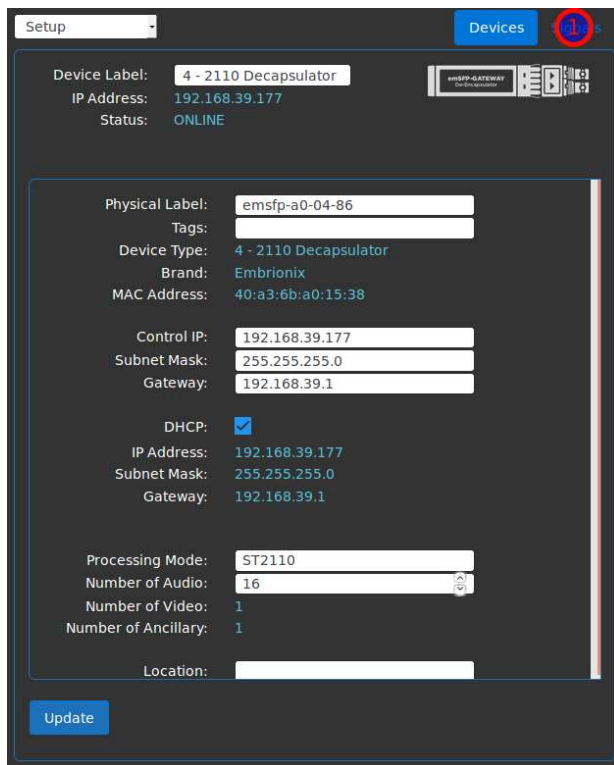 Setup
Devices
1
Device Label: 4 - 2110 Decapsulator
IP Address: 192.168.39.177
Status: ONLINE
emSFP-GATEWAY
Physical Label: emsfp-a0-04-86
Tags:
Device Type: 4 - 2110 Decapsulator
Brand: Embrionix
MAC Address: 40:a3:6b:a0:15:38
Control IP: 192.168.39.177
Subnet Mask: 255.255.255.0
Gateway: 192.168.39.1
DHCP:
IP Address: 192.168.39.177
Subnet Mask: 255.255.255.0
Gateway: 192.168.39.1
Processing Mode: ST2110
Number of Audio: 16
Number of Video: 1
Number of Ancillary: 1
Location:
Update